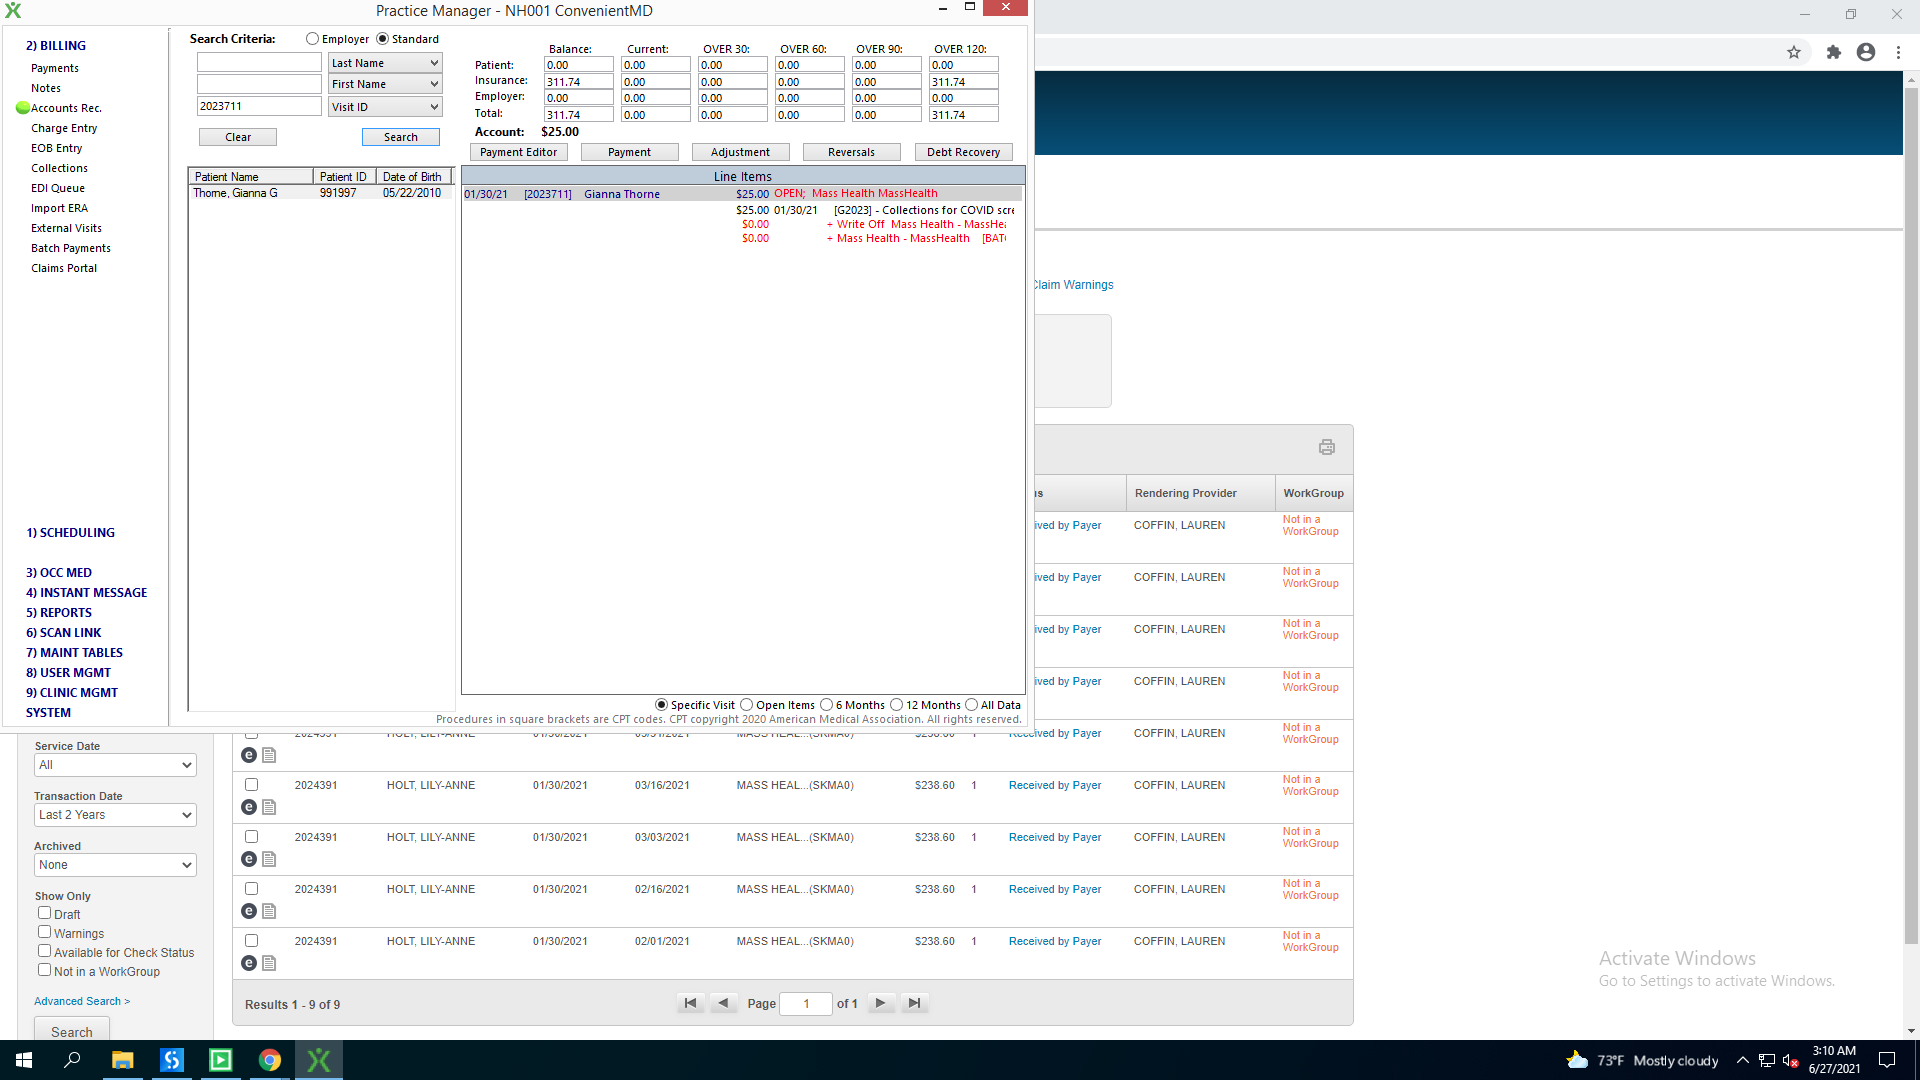 Practice Manager - NH001 ConvenientMD
2) BILLING
Payments
Notes
Accounts Rec.
Charge Entry
EOB Entry
Collections
EDI Queue
Import ERA
External Visits
Batch Payments
Claims Portal
1) SCHEDULING
3) OCC MED
4) INSTANT MESSAGE
5) REPORTS
6) SCAN LINK
7) MAINT TABLES
8) USER MGMT
9) CLINIC MGMT
SYSTEM
Search Criteria: Employer Standard
Last Name
First Name
2023711 Visit ID
Clear Search
Balance: Current: OVER 30: OVER 60: OVER 90: OVER 120:
Patient: 0.00 0.00 0.00 0.00 0.00 0.00
Insurance: 311.74 0.00 0.00 0.00 0.00 311.74
Employer: 0.00 0.00 0.00 0.00 0.00 0.00
Total: 311.74 0.00 0.00 0.00 0.00 311.74
Account: $25.00
Payment Editor Payment Adjustment Reversals Debt Recovery
Patient Name Patient ID Date of Birth
Thorne, Gianna G 991997 05/22/2010
Line Items
01/30/21 [2023711] Gianna Thorne $25.00 OPEN; Mass Health MassHealth
$25.00 01/30/21 [G2023] - Collections for COVID scre
$0.00 + Write Off Mass Health - MassHea
$0.00 + Mass Health - MassHealth [BAT
Specific Visit Open Items 6 Months 12 Months All Data
Procedures in square brackets are CPT codes. CPT copyright 2020 American Medical Association. All rights reserved.
Claim Warnings
us Rendering Provider WorkGroup
ived by Payer COFFIN, LAUREN Not in a
WorkGroup
ived by Payer COFFIN, LAUREN Not in a
WorkGroup
ived by Payer COFFIN, LAUREN Not in a
WorkGroup
ived by Payer COFFIN, LAUREN Not in a
WorkGroup
2024391 HOLT, LILY-ANNE 01/30/2021 03/31/2021 MASS HEAL...(SKMA0) $238.60 1 Received by Payer COFFIN, LAUREN Not in a
WorkGroup
2024391 HOLT, LILY-ANNE 01/30/2021 03/16/2021 MASS HEAL...(SKMA0) $238.60 1 Received by Payer COFFIN, LAUREN Not in a
WorkGroup
2024391 HOLT, LILY-ANNE 01/30/2021 03/03/2021 MASS HEAL...(SKMA0) $238.60 1 Received by Payer COFFIN, LAUREN Not in a
WorkGroup
2024391 HOLT, LILY-ANNE 01/30/2021 02/16/2021 MASS HEAL...(SKMA0) $238.60 1 Received by Payer COFFIN, LAUREN Not in a
WorkGroup
2024391 HOLT, LILY-ANNE 01/30/2021 02/01/2021 MASS HEAL...(SKMA0) $238.60 1 Received by Payer COFFIN, LAUREN Not in a
WorkGroup
Results 1 - 9 of 9 Page 1 of 1
Service Date
All
Transaction Date
Last 2 Years
Archived
None
Show Only
Draft
Warnings
Available for Check Status
Not in a WorkGroup
Advanced Search >
Search
Activate Windows
Go to Settings to activate Windows.
73°F Mostly cloudy
3:10 AM
6/27/2021